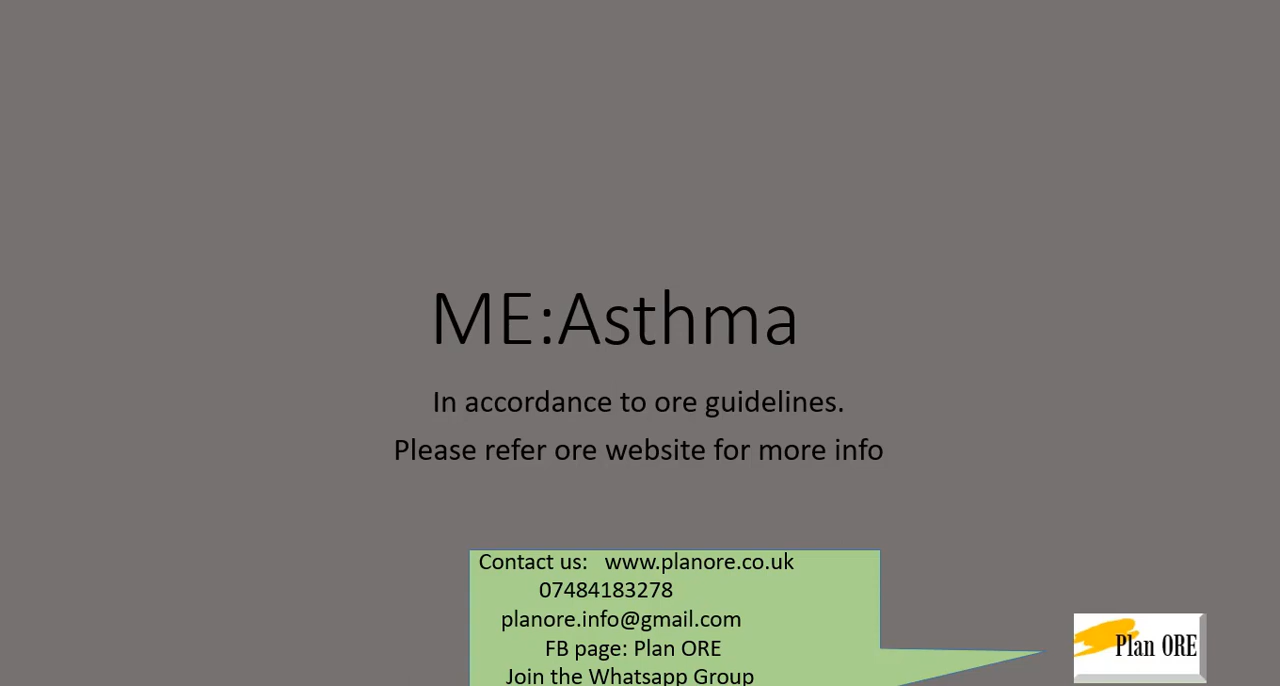 ME:Asthma
In accordance to ore guidelines.
Please refer ore website for more info
Contact us: www.planore.co.uk
07484183278
planore.info@gmail.com
FB page: Plan ORE
Join the Whatsapp Group
Plan ORE